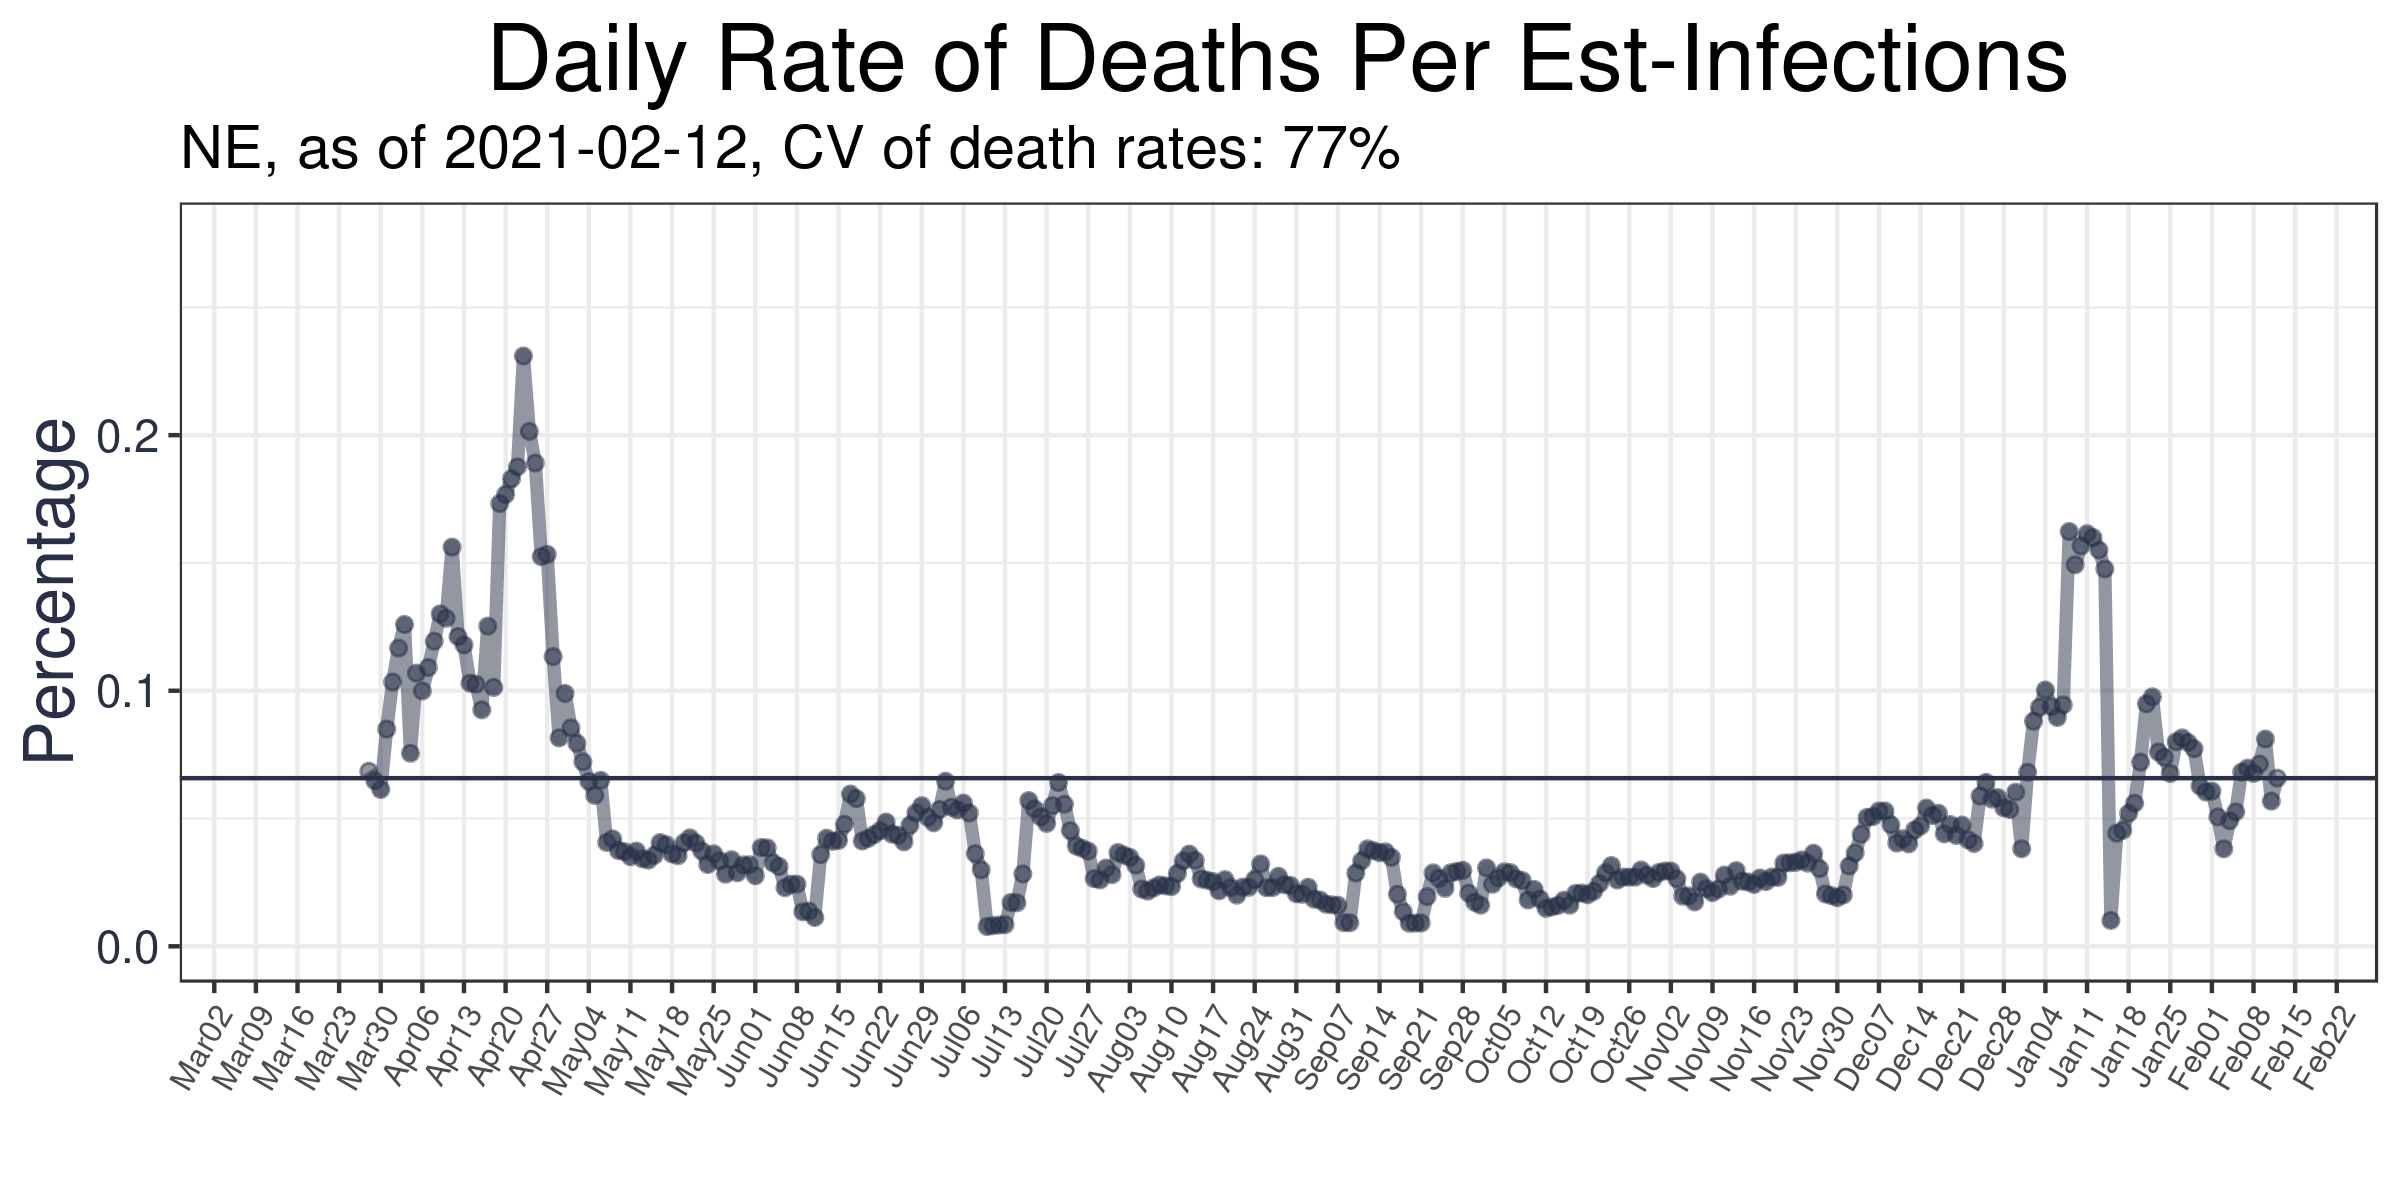 Daily Rate of Deaths Per Est-Infections
NE, as of 2021-02-12, CV of death rates: 77%
Percentage
0.2
0.1
0.0
Mar02 Mar09 Mar16 Mar23 Mar30 Apr06 Apr13 Apr20 Apr27 May04 May11 May18 May25 Jun01 Jun08 Jun15 Jun22 Jun29 Jul06 Jul13 Jul20 Jul27 Aug03 Aug10 Aug17 Aug24 Aug31 Sep07 Sep14 Sep21 Sep28 Oct05 Oct12 Oct19 Oct26 Nov02 Nov09 Nov16 Nov23 Nov30 Dec07 Dec14 Dec21 Dec28 Jan04 Jan11 Jan18 Jan25 Feb01 Feb08 Feb15 Feb22